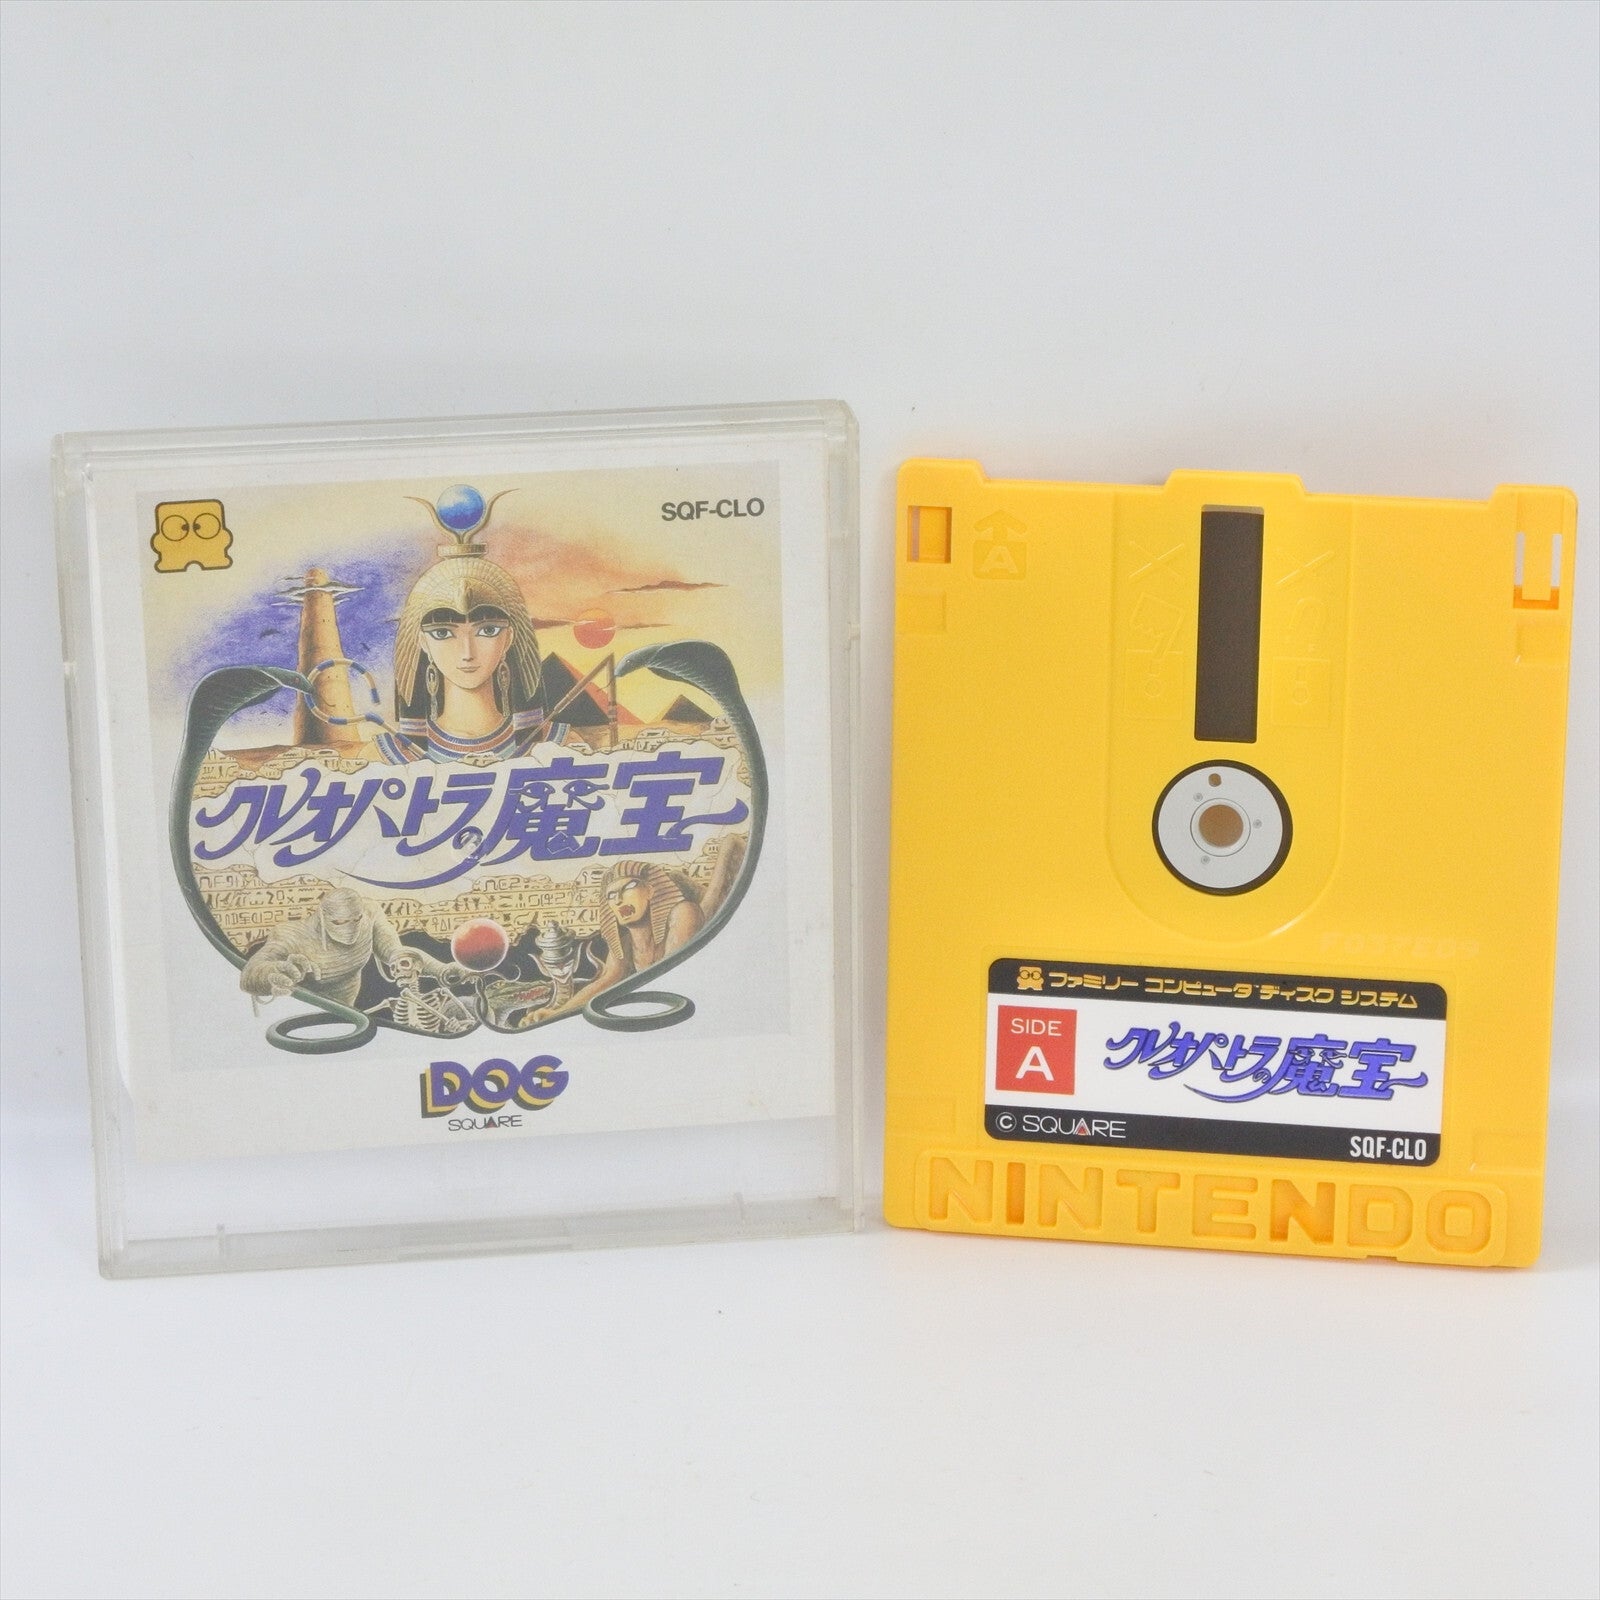 SQF-CLO
クレオパトラの魔宝
DOG
SQUARE
A
ファミリー コンピュータ ディスク システム
SIDE
A
クレオパトラの魔宝
© SQUARE
SQF-CLO
NINTENDO